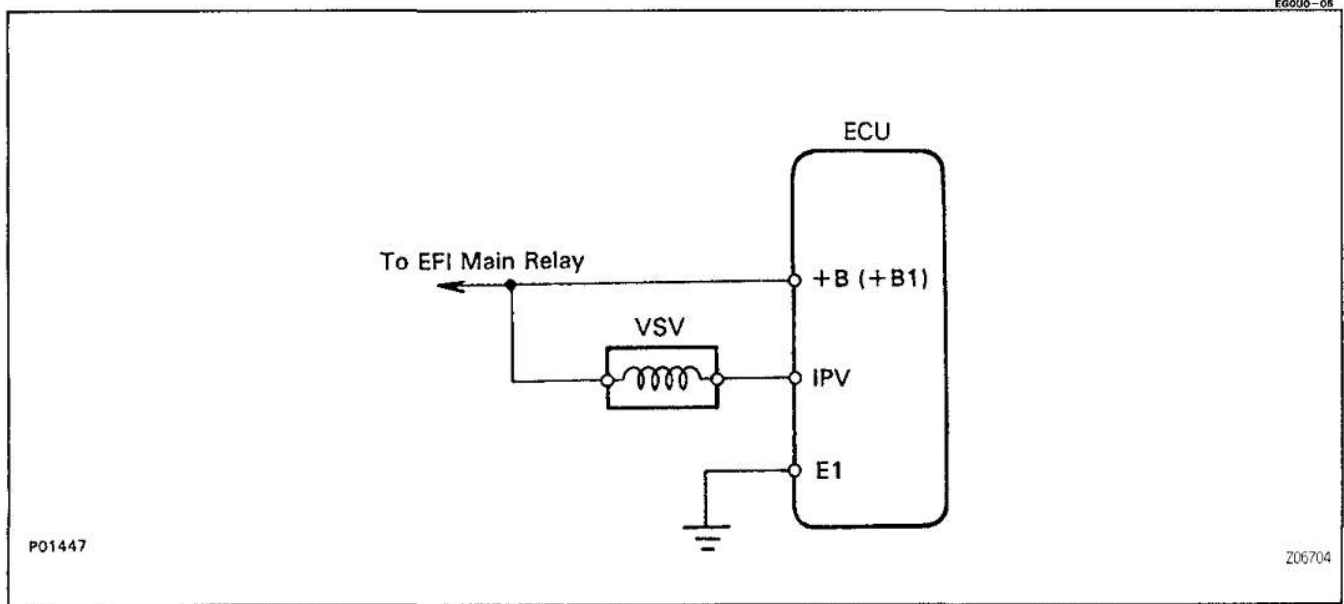 EG0U0-05
ECU
To EFI Main Relay
+B (+B1)
VSV
IPV
E1
P01447
Z06704